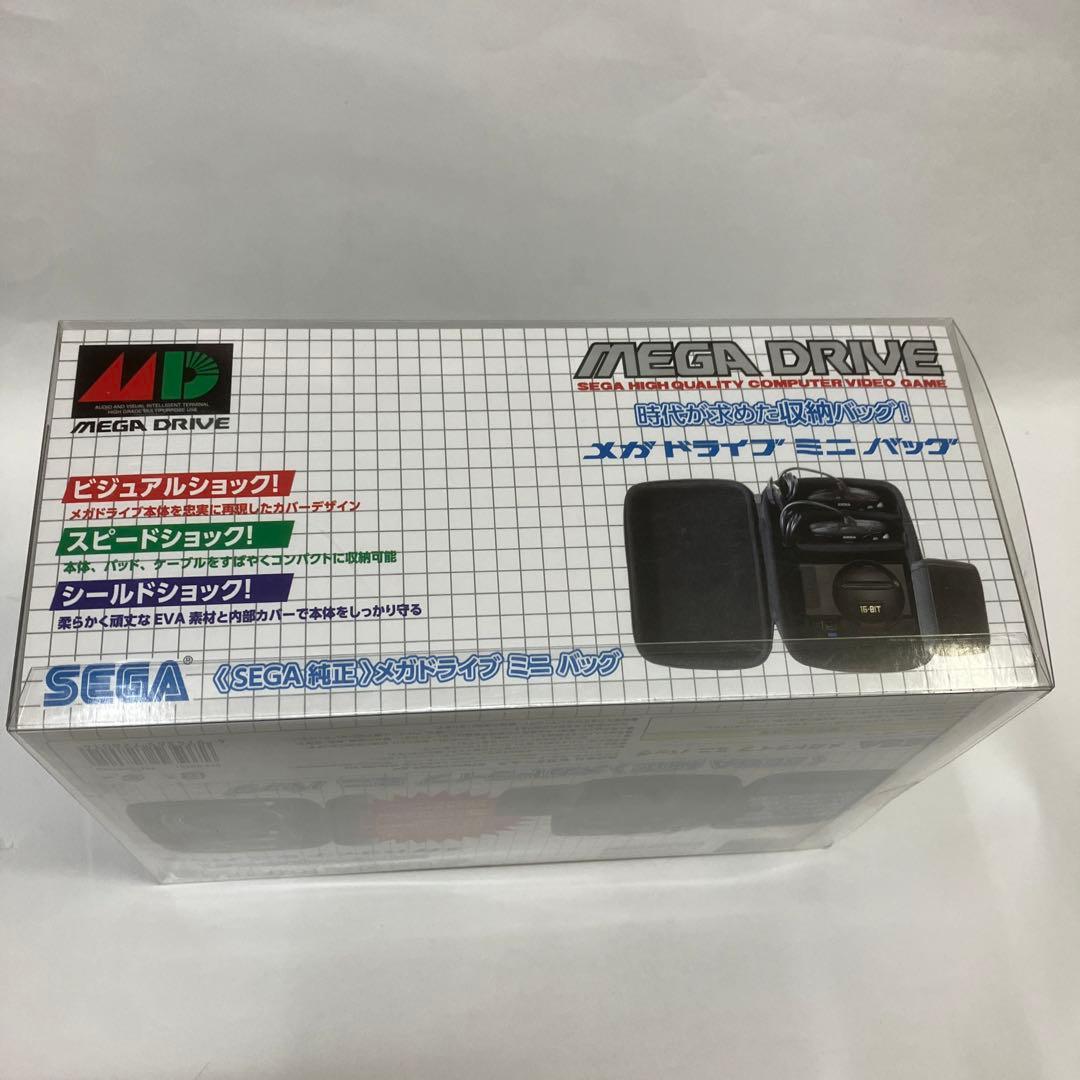 MD
AUDIO AND VISUAL INTELLIGENT TERMINAL
HIGH GRADE MULTIPURPOSE USE
MEGA DRIVE
MEGA DRIVE
SEGA HIGH QUALITY COMPUTER VIDEO GAME
時代が求めた収納バッグ!
メガ ドライブ ミニ バッグ
ビジュアルショック!
メガドライブ本体を忠実に再現したカバーデザイン
スピードショック!
本体、パッド、ケーブルをすばやくコンパクトに収納可能
シールドショック!
柔らかく頑丈な EVA 素材と内部カバーで本体をしっかり守る
SEGA
SEGA
16-BIT
SEGA®
《SEGA 純正》メガドライブ ミニ バッグ